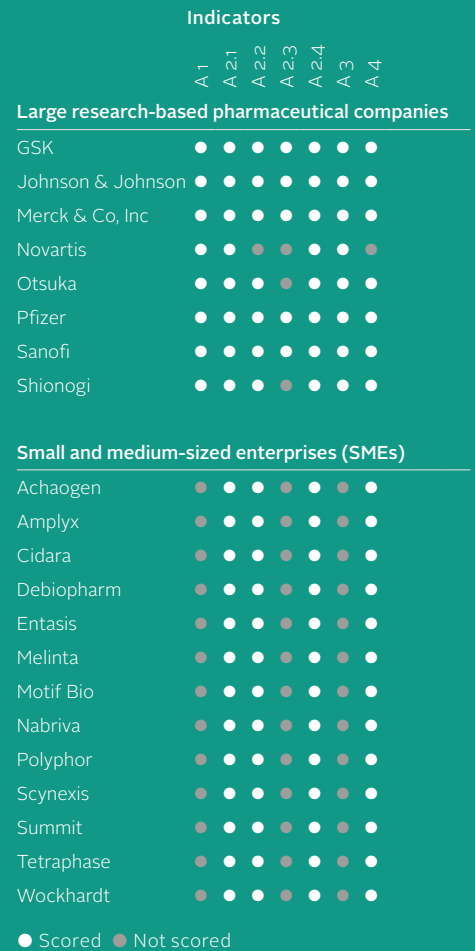 Indicators
A 1 A 2.1 A 2.2 A 2.3 A 2.4 A 3 A 4
Large research-based pharmaceutical companies
GSK
Johnson & Johnson
Merck & Co, Inc
Novartis
Otsuka
Pfizer
Sanofi
Shionogi
Small and medium-sized enterprises (SMEs)
Achaogen
Amplyx
Cidara
Debiopharm
Entasis
Melinta
Motif Bio
Nabriva
Polyphor
Scynexis
Summit
Tetraphase
Wockhardt
Scored Not scored